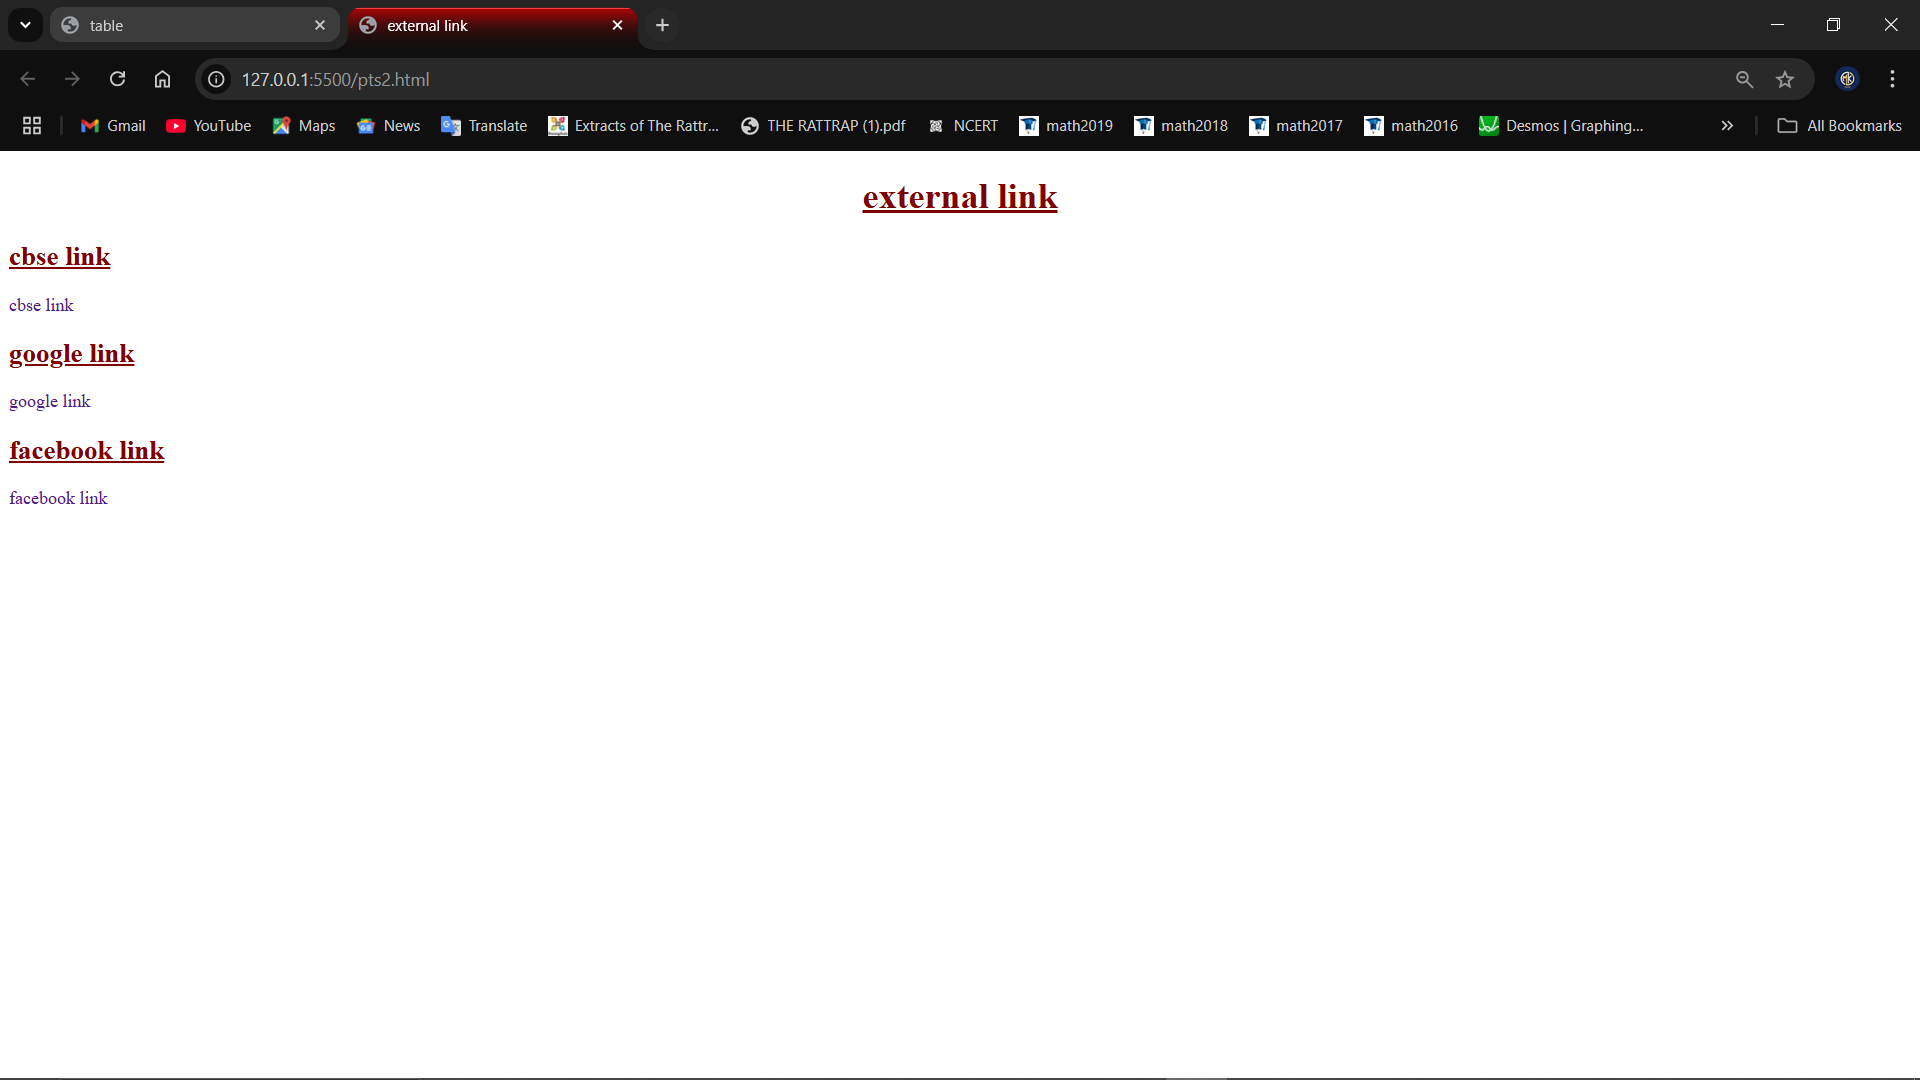 table
external link
127.0.0.1:5500/pts2.html
Gmail YouTube Maps News Translate Extracts of The Rattr... THE RATTRAP (1).pdf NCERT math2019 math2018 math2017 math2016 Desmos | Graphing... All Bookmarks
external link
cbse link
cbse link
google link
google link
facebook link
facebook link